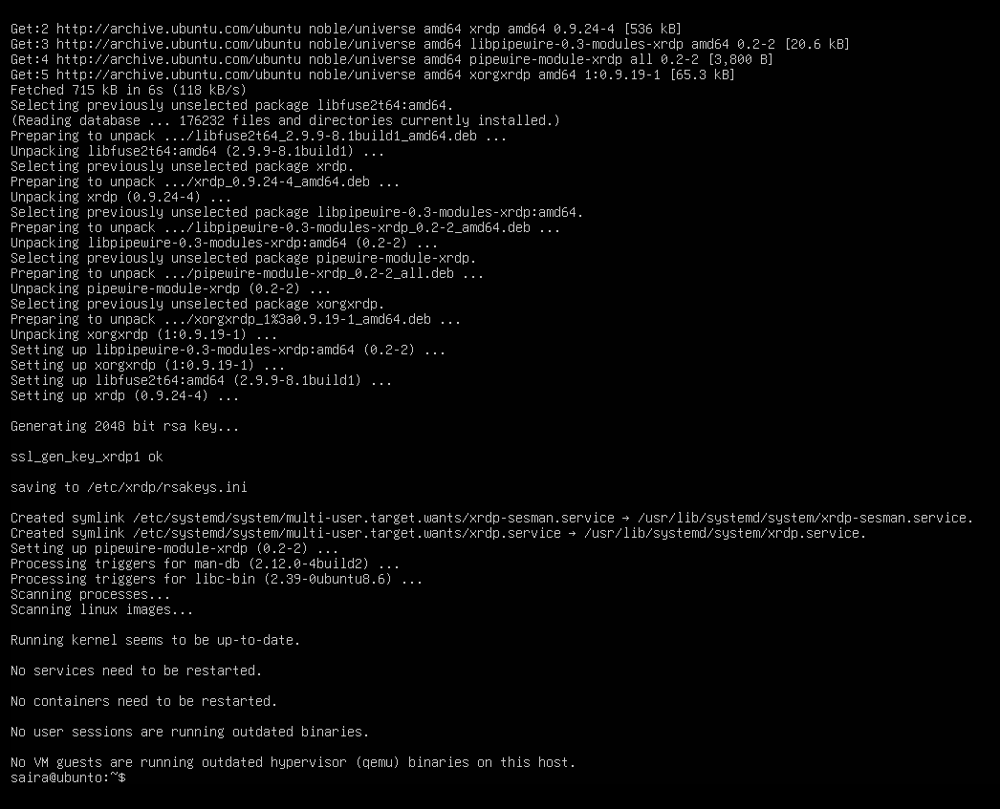 Get:2 http://archive.ubuntu.com/ubuntu noble/universe amd64 xrdp amd64 0.9.24-4 [536 kB]
Get:3 http://archive.ubuntu.com/ubuntu noble/universe amd64 libpipewire-0.3-modules-xrdp amd64 0.2-2 [20.6 kB]
Get:4 http://archive.ubuntu.com/ubuntu noble/universe amd64 pipewire-module-xrdp all 0.2-2 [3,800 B]
Get:5 http://archive.ubuntu.com/ubuntu noble/universe amd64 xorgxrdp amd64 1:0.9.19-1 [65.3 kB]
Fetched 715 kB in 6s (118 kB/s)
Selecting previously unselected package libfuse2t64:amd64.
(Reading database ... 176232 files and directories currently installed.)
Preparing to unpack .../libfuse2t64_2.9.9-8.1build1_amd64.deb ...
Unpacking libfuse2t64:amd64 (2.9.9-8.1build1) ...
Selecting previously unselected package xrdp.
Preparing to unpack .../xrdp_0.9.24-4_amd64.deb ...
Unpacking xrdp (0.9.24-4) ...
Selecting previously unselected package libpipewire-0.3-modules-xrdp:amd64.
Preparing to unpack .../libpipewire-0.3-modules-xrdp_0.2-2_amd64.deb ...
Unpacking libpipewire-0.3-modules-xrdp:amd64 (0.2-2) ...
Selecting previously unselected package pipewire-module-xrdp.
Preparing to unpack .../pipewire-module-xrdp_0.2-2_all.deb ...
Unpacking pipewire-module-xrdp (0.2-2) ...
Selecting previously unselected package xorgxrdp.
Preparing to unpack .../xorgxrdp_1%3a0.9.19-1_amd64.deb ...
Unpacking xorgxrdp (1:0.9.19-1) ...
Setting up libpipewire-0.3-modules-xrdp:amd64 (0.2-2) ...
Setting up xorgxrdp (1:0.9.19-1) ...
Setting up libfuse2t64:amd64 (2.9.9-8.1build1) ...
Setting up xrdp (0.9.24-4) ...
Generating 2048 bit rsa key...
ssl_gen_key_xrdp1 ok
saving to /etc/xrdp/rsakeys.ini
Created symlink /etc/systemd/system/multi-user.target.wants/xrdp-sesman.service → /usr/lib/systemd/system/xrdp-sesman.service.
Created symlink /etc/systemd/system/multi-user.target.wants/xrdp.service → /usr/lib/systemd/system/xrdp.service.
Setting up pipewire-module-xrdp (0.2-2) ...
Processing triggers for man-db (2.12.0-4build2) ...
Processing triggers for libc-bin (2.39-0ubuntu8.6) ...
Scanning processes...
Scanning linux images...
Running kernel seems to be up-to-date.
No services need to be restarted.
No containers need to be restarted.
No user sessions are running outdated binaries.
No VM guests are running outdated hypervisor (qemu) binaries on this host.
saira@ubunto:~$